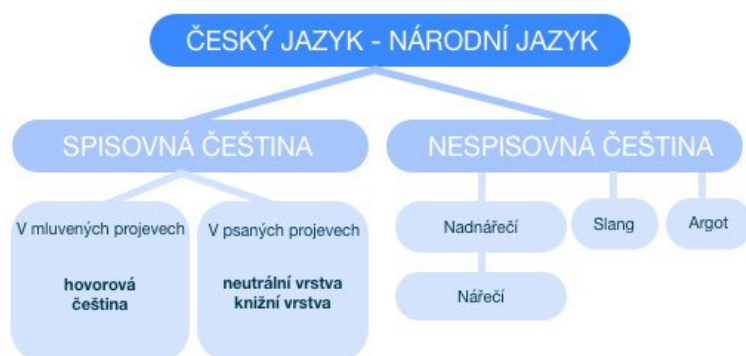 ČESKÝ JAZYK - NÁRODNÍ JAZYK
SPISOVNÁ ČEŠTINA
NESPISOVNÁ ČEŠTINA
V mluvených projevech
hovorová
čeština
V psaných projevech
neutrální vrstva
knižní vrstva
Nadnářečí
Slang
Argot
Nářečí